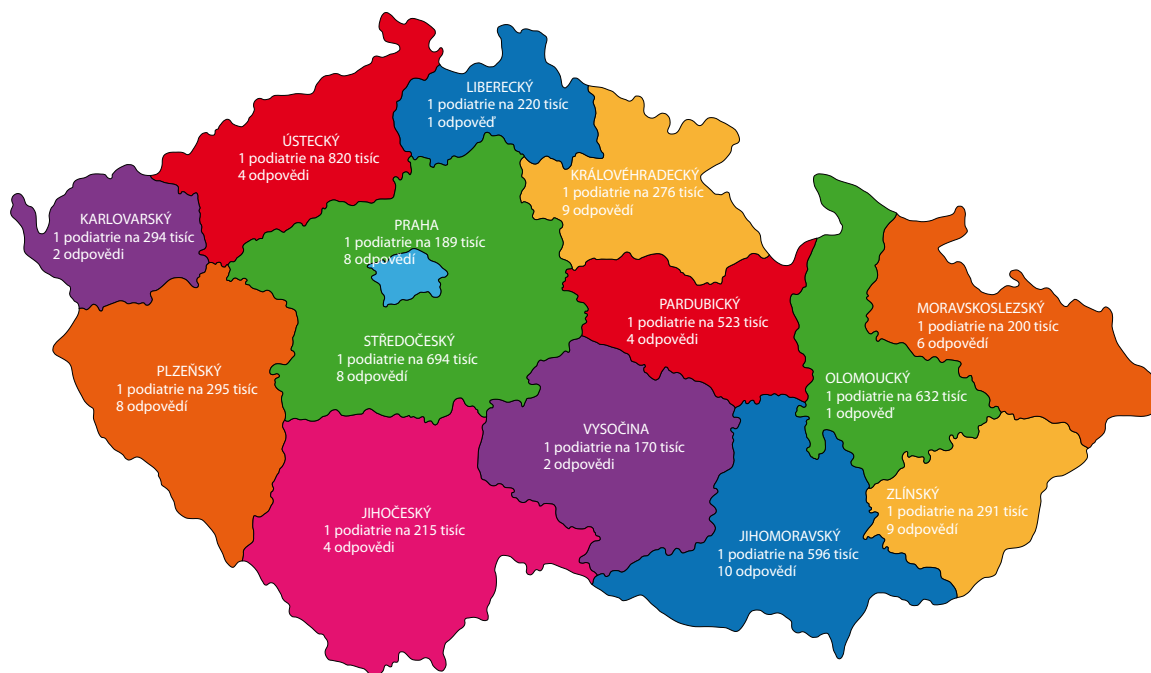 LIBERECKÝ
1 podiatrie na 220 tisíc
1 odpověď
ÚSTECKÝ
1 podiatrie na 820 tisíc
4 odpovědi
KRÁLOVÉHRADECKÝ
1 podiatrie na 276 tisíc
9 odpovědí
KARLOVARSKÝ
1 podiatrie na 294 tisíc
2 odpovědi
PRAHA
1 podiatrie na 189 tisíc
8 odpovědí
PARDUBICKÝ
1 podiatrie na 523 tisíc
4 odpovědi
MORAVSKOSLEZSKÝ
1 podiatrie na 200 tisíc
6 odpovědí
STŘEDOČESKÝ
1 podiatrie na 694 tisíc
8 odpovědí
PLZEŇSKÝ
1 podiatrie na 295 tisíc
8 odpovědí
OLOMOUCKÝ
1 podiatrie na 632 tisíc
1 odpověď
VYSOČINA
1 podiatrie na 170 tisíc
2 odpovědi
ZLÍNSKÝ
1 podiatrie na 291 tisíc
9 odpovědí
JIHOČESKÝ
1 podiatrie na 215 tisíc
4 odpovědi
JIHOMORAVSKÝ
1 podiatrie na 596 tisíc
10 odpovědí